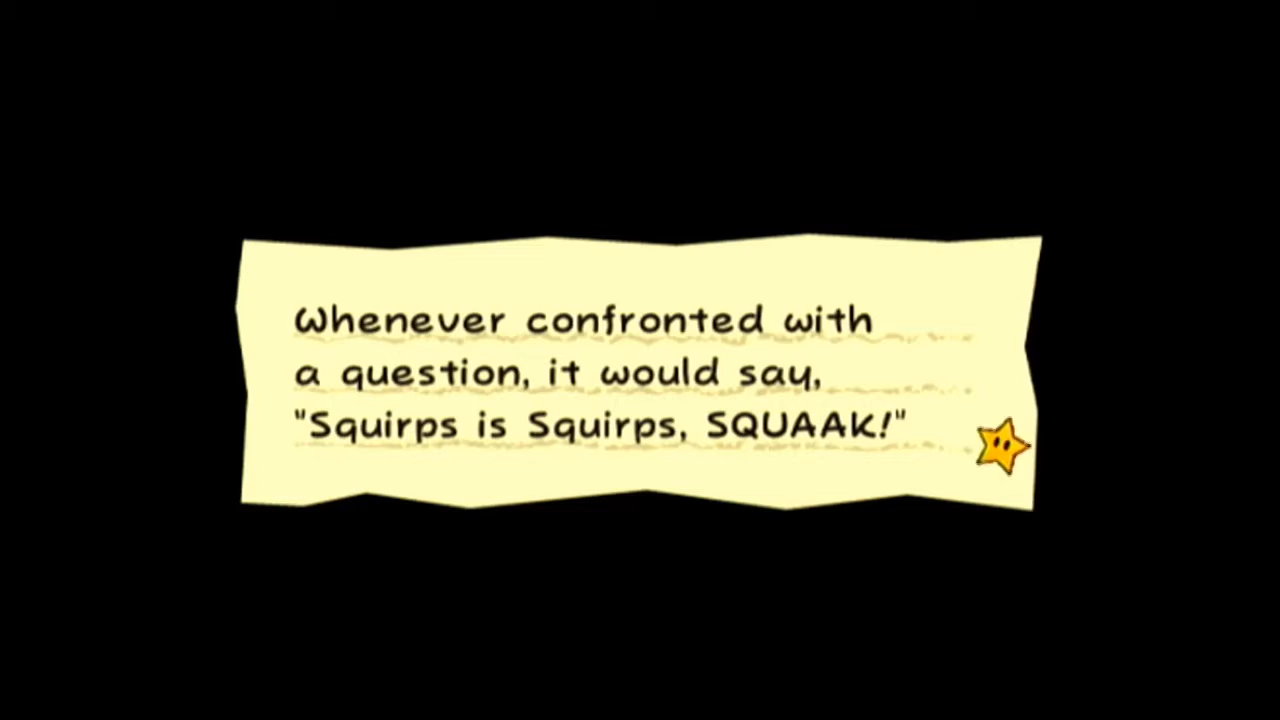 Whenever confronted with
a question, it would say,
"Squirps is Squirps, SQUAAK!"